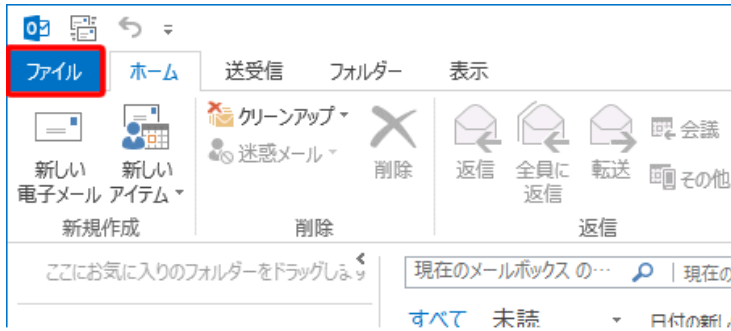 ファイル ホーム 送受信 フォルダー 表示
クリーンアップ
迷惑メール
新しい 電子メール
新しい アイテム
削除
返信
全員に 返信
転送
会議
その他
新規作成 削除 返信
ここにお気に入りのフォルダーをドラッグしま
現在のメールボックス の… 現在の
すべて 未読 日付の新し